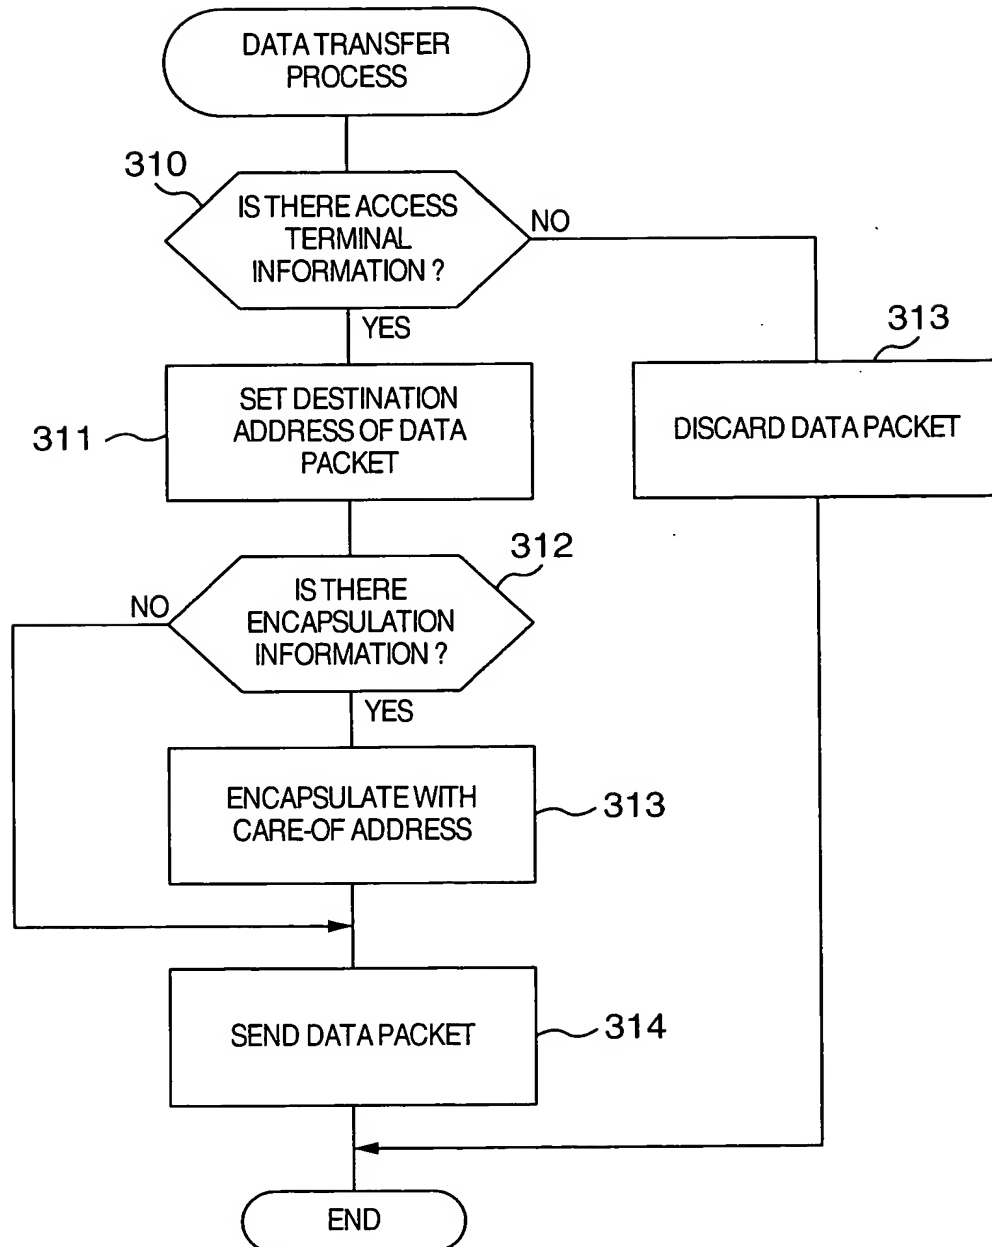 DATA TRANSFER
PROCESS
310
IS THERE ACCESS
TERMINAL
INFORMATION ?
NO
YES
313
SET DESTINATION
ADDRESS OF DATA
PACKET
311
DISCARD DATA PACKET
312
IS THERE
ENCAPSULATION
INFORMATION ?
NO
YES
ENCAPSULATE WITH
CARE-OF ADDRESS
313
SEND DATA PACKET
314
END